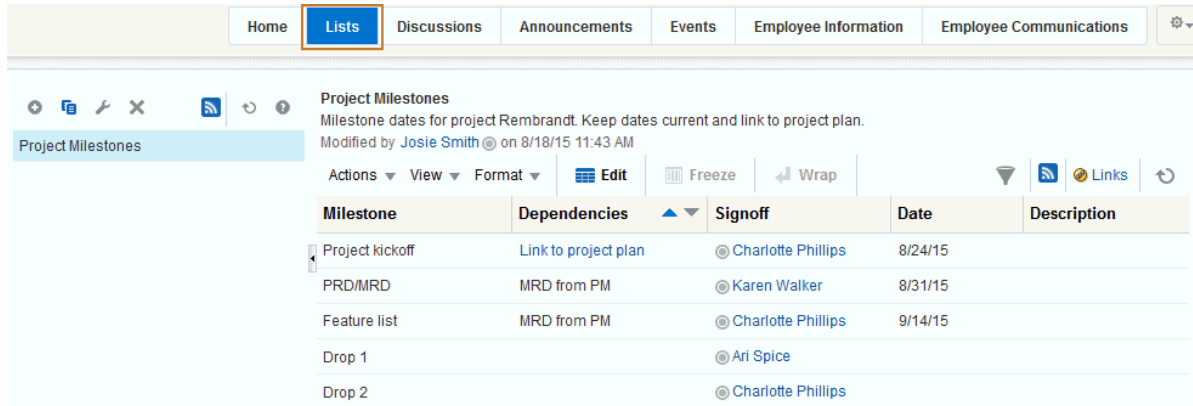 Home Lists Discussions Announcements Events Employee Information Employee Communications
Project Milestones
Project Milestones
Milestone dates for project Rembrandt. Keep dates current and link to project plan.
Modified by Josie Smith on 8/18/15 11:43 AM
Actions View Format Edit Freeze Wrap Links
Milestone Dependencies Signoff Date Description
Project kickoff Link to project plan Charlotte Phillips 8/24/15
PRD/MRD MRD from PM Karen Walker 8/31/15
Feature list MRD from PM Charlotte Phillips 9/14/15
Drop 1 Ari Spice
Drop 2 Charlotte Phillips